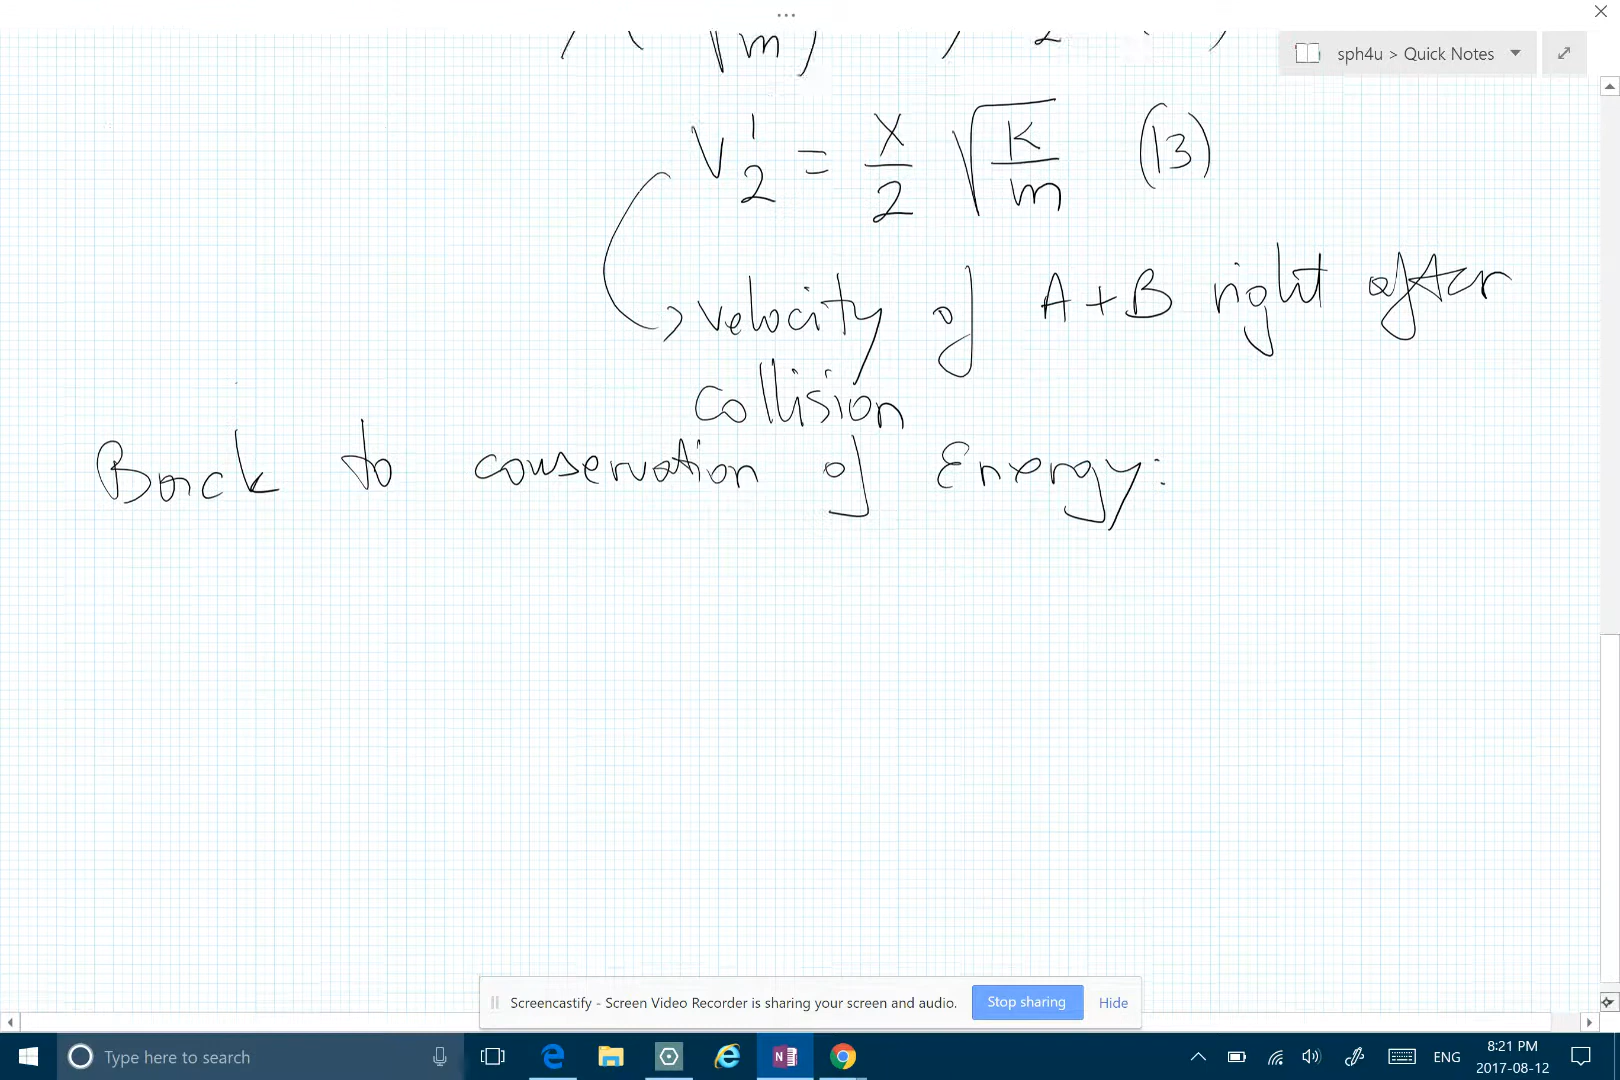 sph4u > Quick Notes
m
2
V'2 = x/2 √(K/m) (13)
velocity of A+B right after
collision
Back to conservation of Energy:
Screencastify - Screen Video Recorder is sharing your screen and audio. Stop sharing Hide
Type here to search
ENG
8:21 PM
2017-08-12